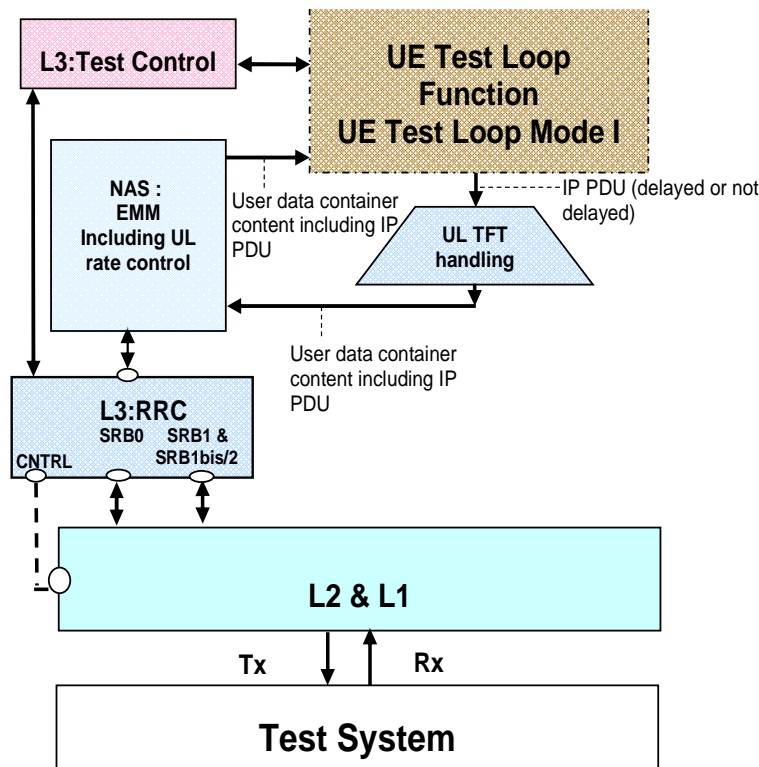 L3:Test Control
UE Test Loop
Function
UE Test Loop Mode I
NAS :
EMM
Including UL
rate control
User data container
content including IP
PDU
IP PDU (delayed or not
delayed)
UL TFT
handling
User data container
content including IP
PDU
L3:RRC
SRB0
SRB1 &
SRB1bis/2
CNTRL
L2 & L1
Tx
Rx
Test System